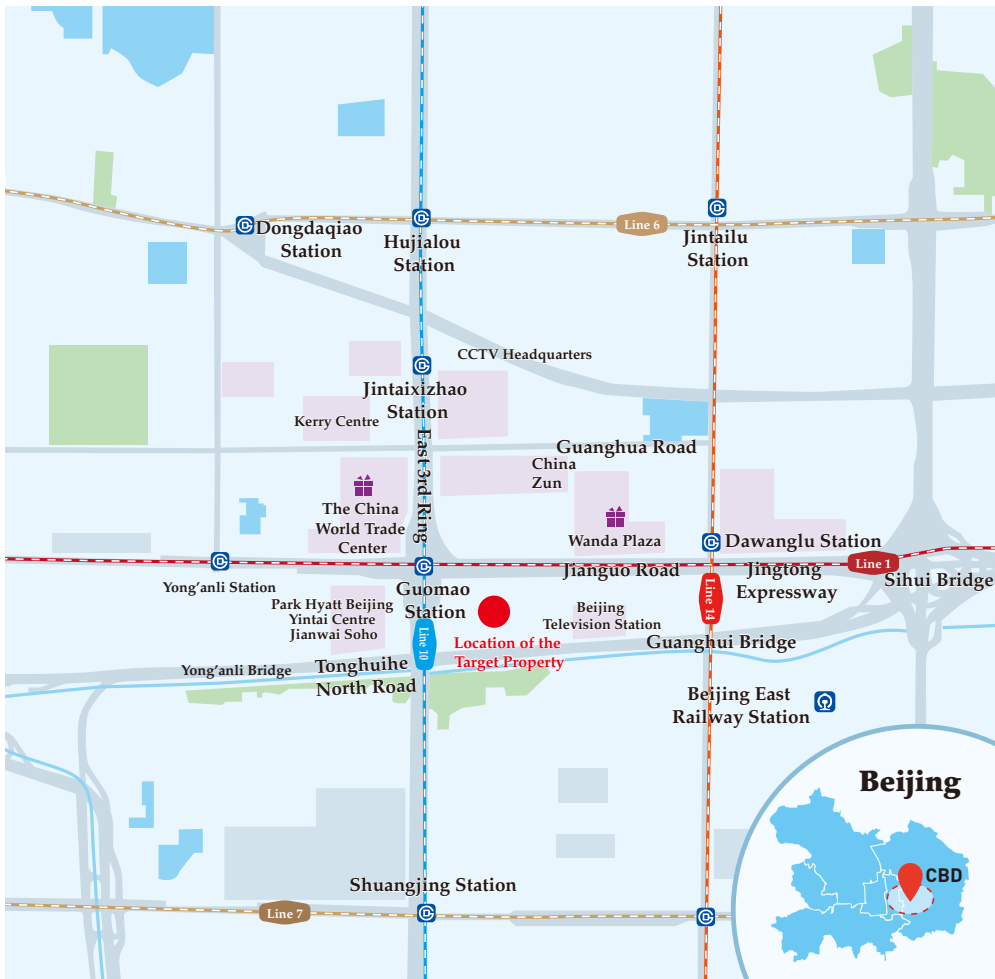 Dongdaqiao
Station
Hujialou
Station
Line 6
Jintailu
Station
CCTV Headquarters
Jintaixizhao
Station
Kerry Centre
East 3rd Ring
Guanghua Road
China
Zun
The China
World Trade
Center
Wanda Plaza
Dawanglu Station
Yong'anli Station
Guomao
Station
Jianguo Road
Jingtong
Expressway
Line 1
Sihui Bridge
Park Hyatt Beijing
Yintai Centre
Jianwai Soho
Line 10
Location of the
Target Property
Beijing
Television Station
Line 14
Guanghui Bridge
Yong'anli Bridge
Tonghuihe
North Road
Beijing East
Railway Station
Beijing
CBD
Shuangjing Station
Line 7